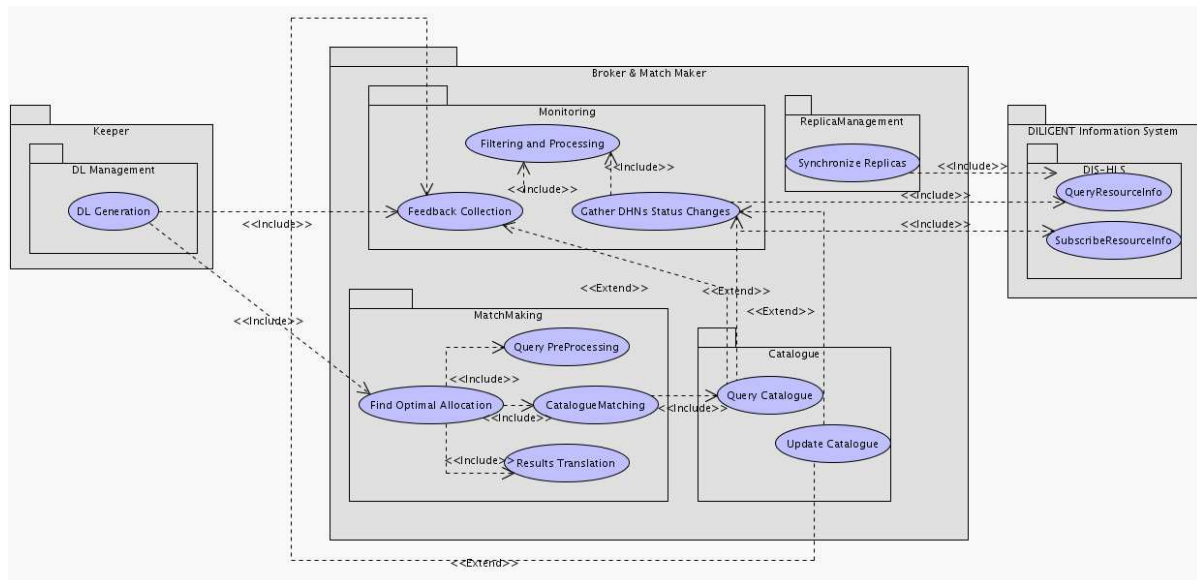 Broker & Match Maker
Monitoring
Keeper
ReplicaManagement
DILIGENT Information System
Filtering and Processing
Synchronize Replicas
<<Include>>
DL Management
<<Include>>
DIS-HLS
QueryResourceInfo
<<Include>>
<<Include>>
DL Generation
Feedback Collection
Gather DHNs Status Changes
<<Include>>
<<Include>>
SubscribeResourceInfo
<<Extend>>
<<Extend>>
<<Extend>>
MatchMaking
<<Include>>
Query PreProcessing
Catalogue
<<Include>>
Find Optimal Allocation
CatalogueMatching
Query Catalogue
<<Include>>
<<Include>>
Update Catalogue
<<Include>>
Results Translation
<<Extend>>